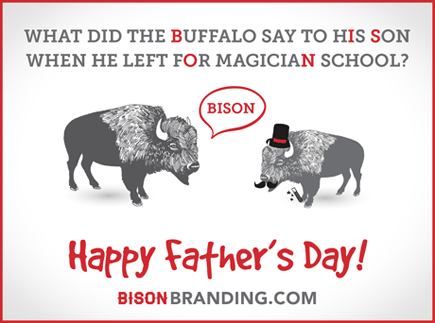 WHAT DID THE BUFFALO SAY TO HIS SON
WHEN HE LEFT FOR MAGICIAN SCHOOL?
BISON
Happy Father's Day!
BISONBRANDING.COM